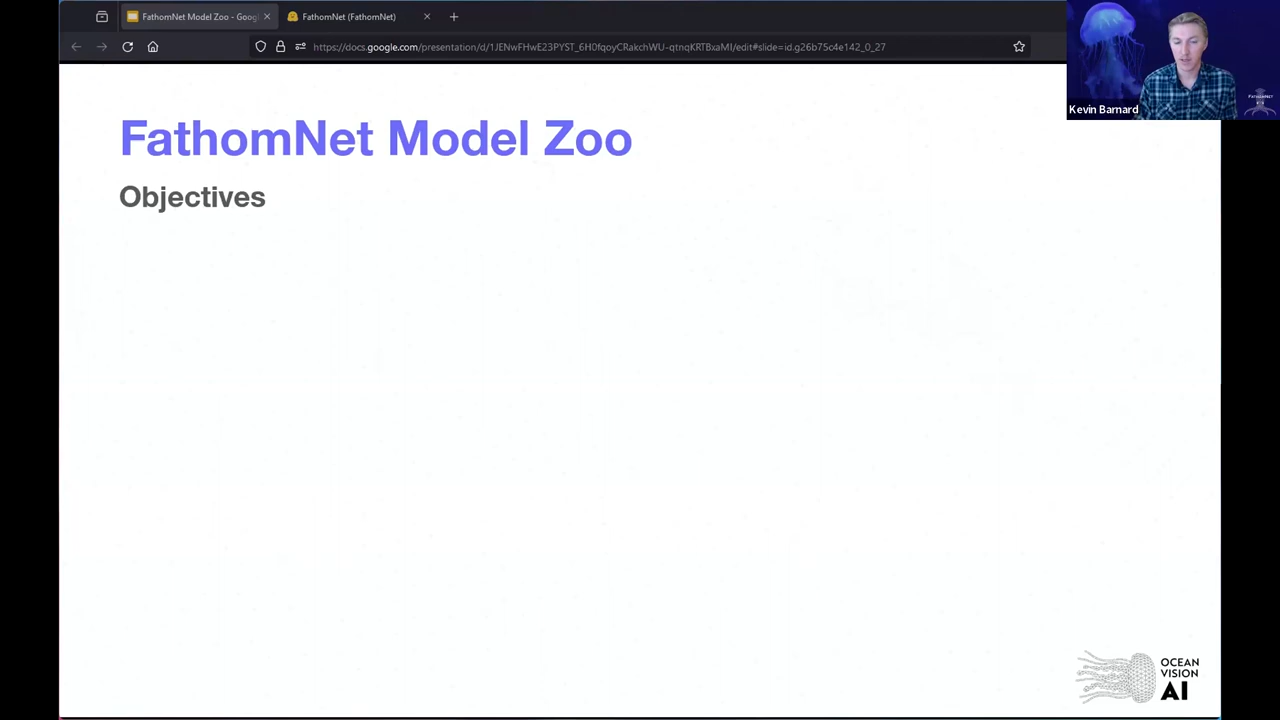 FathomNet Model Zoo - Goog
FathomNet (FathomNet)
https://docs.google.com/presentation/d/1JENwFHwE23PYST_6H0fqoyCRakchWU-qtnqKRTBxaMI/edit#slide=id.g26b75c4e142_0_27
Kevin Barnard
FATHOMNET
FathomNet Model Zoo
Objectives
OCEAN
VISION
AI